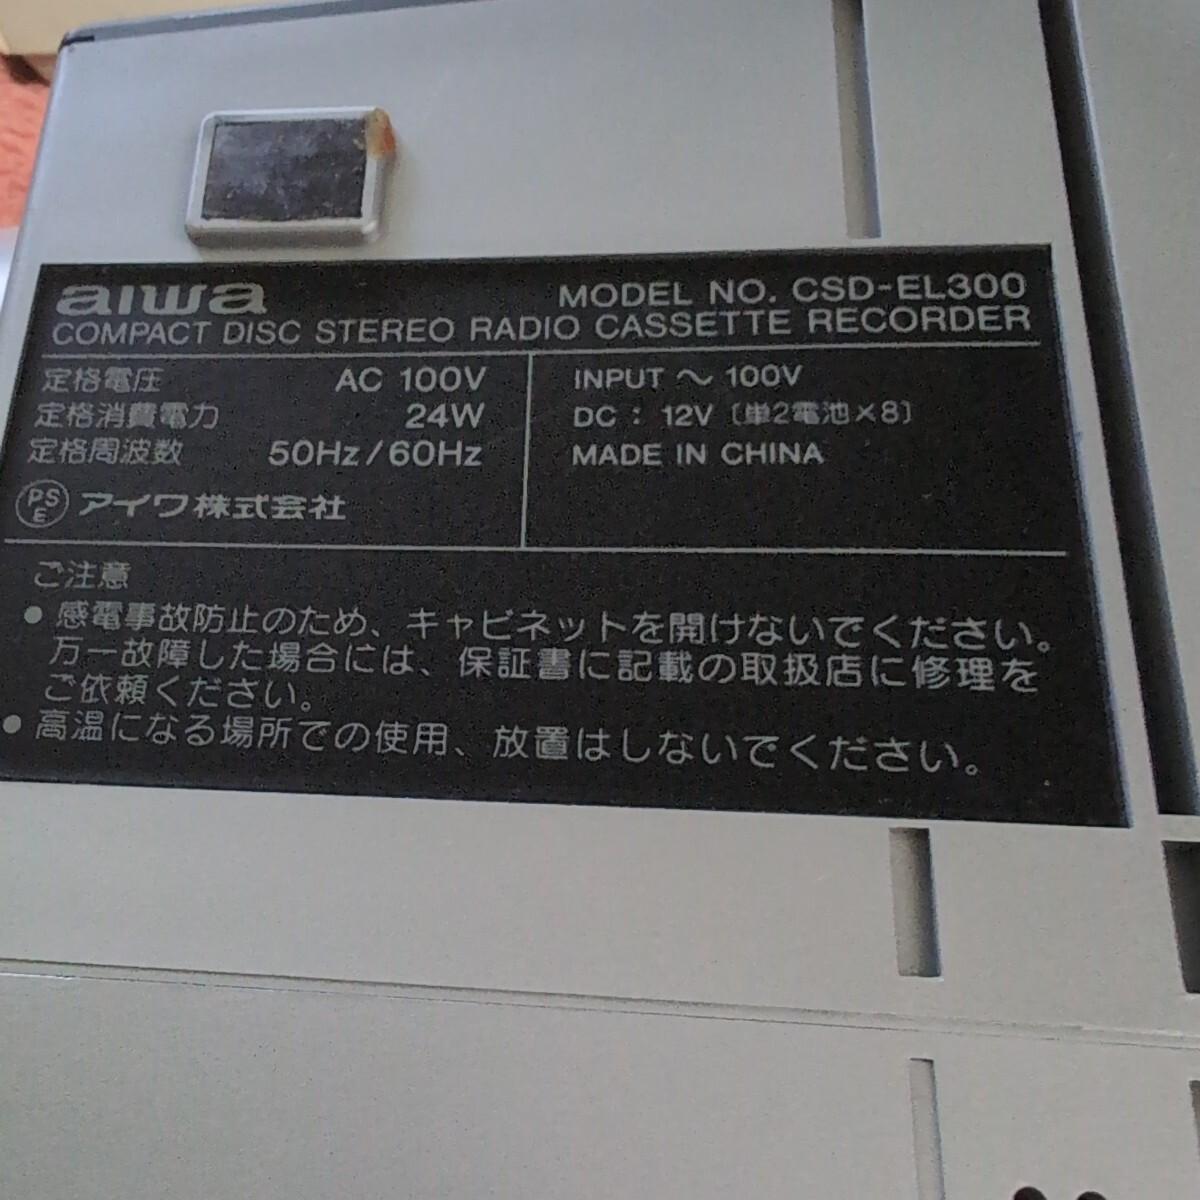 aiwa MODEL NO. CSD-EL300
COMPACT DISC STEREO RADIO CASSETTE RECORDER
定格電圧 AC 100V
定格消費電力 24W
定格周波数 50Hz/60Hz
PSE アイワ株式会社
INPUT ~ 100V
DC : 12V〔単2電池×8〕
MADE IN CHINA
ご注意
● 感電事故防止のため、キャビネットを開けないでください。
万一故障した場合には、保証書に記載の取扱店に修理を
ご依頼ください。
● 高温になる場所での使用、放置はしないでください。